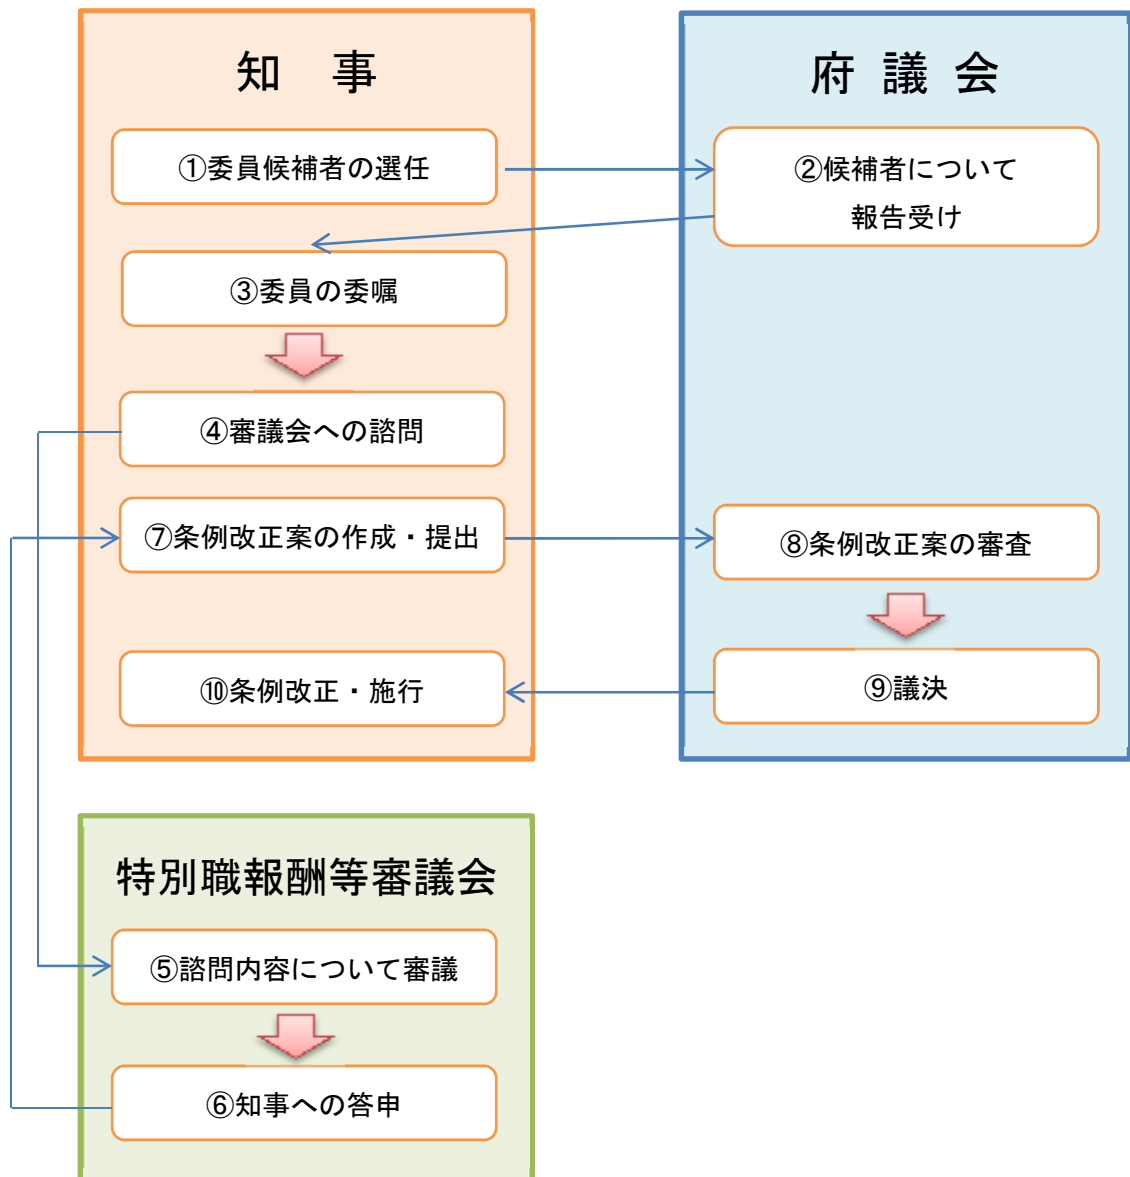 知　事
①委員候補者の選任
③委員の委嘱
④審議会への諮問
⑦条例改正案の作成・提出
⑩条例改正・施行
府 議 会
②候補者について
報告受け
⑧条例改正案の審査
⑨議決
特別職報酬等審議会
⑤諮問内容について審議
⑥知事への答申